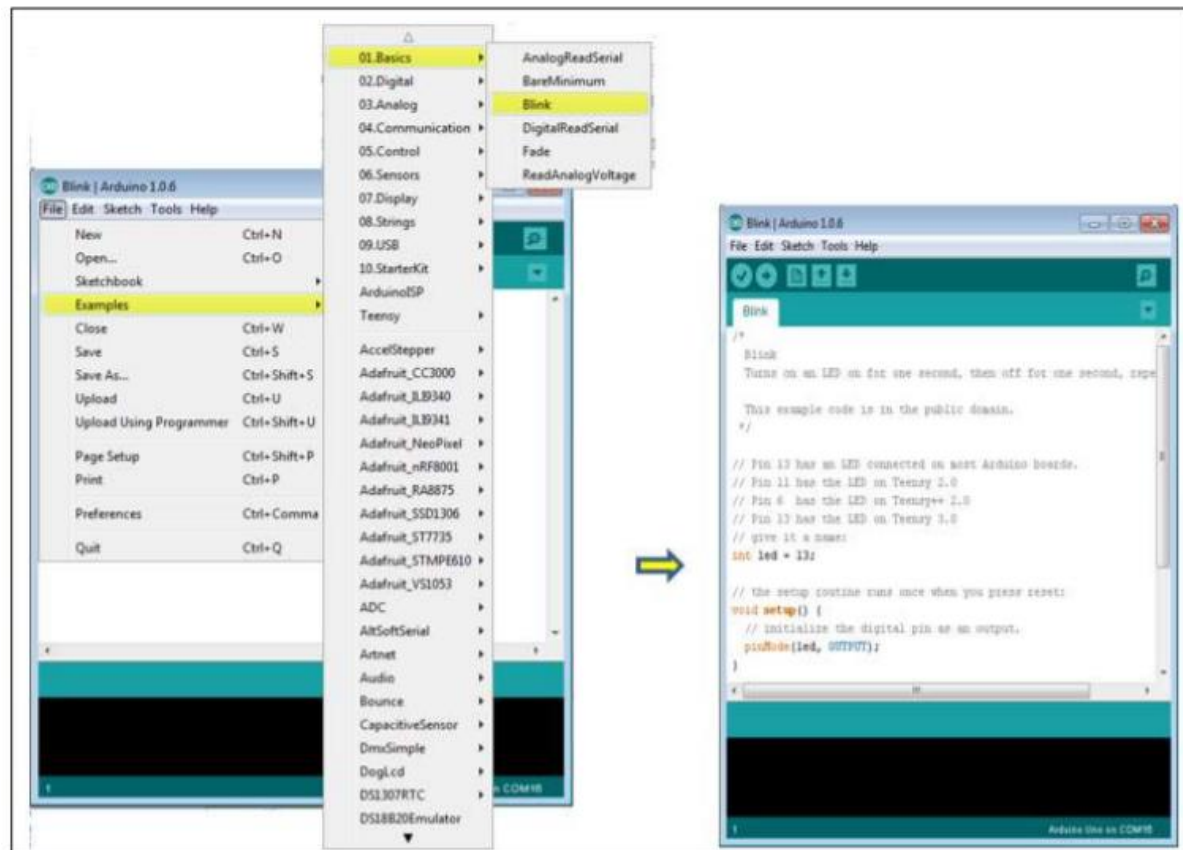 01.Basics
02.Digital
03.Analog
04.Communication
05.Control
06.Sensors
07.Display
08.Strings
09.USB
10.StarterKit
ArduinoISP
Teensy
AccelStepper
Adafruit_CC3000
Adafruit_ILI9340
Adafruit_ILI9341
Adafruit_NeoPixel
Adafruit_nRF8001
Adafruit_RA8875
Adafruit_SSD1306
Adafruit_ST7735
Adafruit_STMPE610
Adafruit_VS1053
ADC
AltSoftSerial
Artnet
Audio
Bounce
CapacitiveSensor
DmxSimple
DogLcd
DS1307RTC
DS18B20Emulator
AnalogReadSerial
BareMinimum
Blink
DigitalReadSerial
Fade
ReadAnalogVoltage
Blink | Arduino 1.0.6
File Edit Sketch Tools Help
New Ctrl+N
Open... Ctrl+O
Sketchbook
Examples
Close Ctrl+W
Save Ctrl+S
Save As... Ctrl+Shift+S
Upload Ctrl+U
Upload Using Programmer Ctrl+Shift+U
Page Setup Ctrl+Shift+P
Print Ctrl+P
Preferences Ctrl+Comma
Quit Ctrl+Q
1 n COM16
Blink | Arduino 1.0.6
File Edit Sketch Tools Help
Blink
/*
Blink
Turns on an LED on for one second, then off for one second, repe
This example code is in the public domain.
*/
// Pin 13 has an LED connected on most Arduino boards.
// Pin 11 has the LED on Teensy 2.0
// Pin 6 has the LED on Teensy++ 2.0
// Pin 13 has the LED on Teensy 3.0
// give it a name:
int led = 13;
// the setup routine runs once when you press reset:
void setup() {
// initialize the digital pin as an output.
pinMode(led, OUTPUT);
}
1 Arduino Uno on COM16